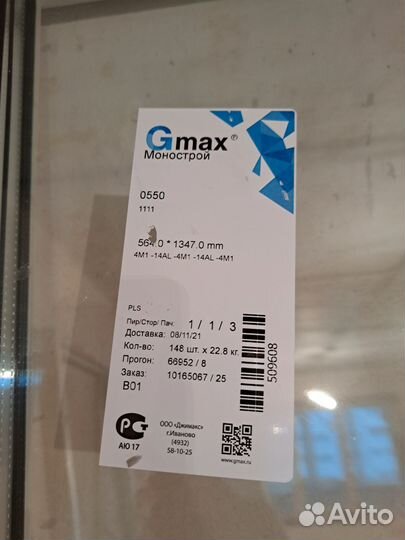 Gmax®
Монострой
0550
1111
564.0 * 1347.0 mm
4M1 -14AL -4M1 -14AL -4M1
PLS
Пир/Стор/ Пач: 1 / 1 / 3
Доставка: 08/11/21
Кол-во: 148 шт. x 22.8 кг.
Прогон: 66952 / 8
Заказ: 10165067 / 25
B01
509608
РСТ
АЮ 17
ООО «Джимакс»
г.Иваново
(4932)
58-10-25
www.gmax.ru
Avito